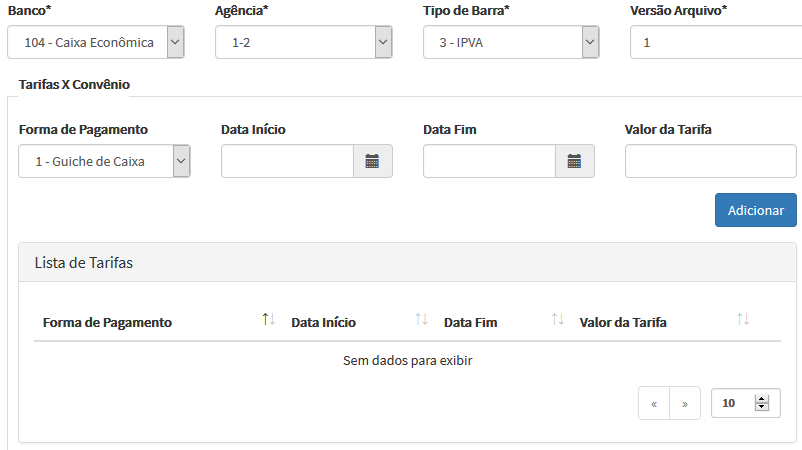 Banco* Agência* Tipo de Barra* Versão Arquivo*
104 - Caixa Econômica 1-2 3 - IPVA 1
Tarifas X Convênio
Forma de Pagamento Data Início Data Fim Valor da Tarifa
1 - Guiche de Caixa
Adicionar
Lista de Tarifas
Forma de Pagamento Data Início Data Fim Valor da Tarifa
Sem dados para exibir
« » 10